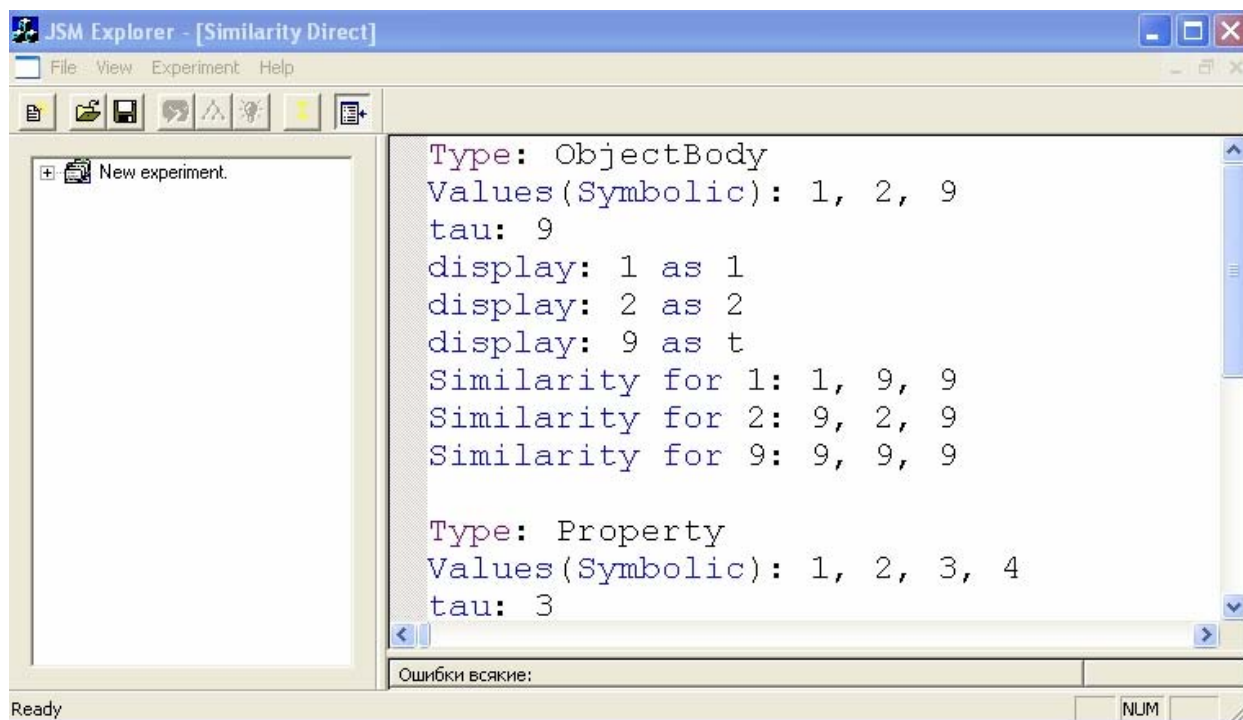 JSM Explorer - [Similarity Direct]
File View Experiment Help
New experiment.
Type: ObjectBody
Values(Symbolic): 1, 2, 9
tau: 9
display: 1 as 1
display: 2 as 2
display: 9 as t
Similarity for 1: 1, 9, 9
Similarity for 2: 9, 2, 9
Similarity for 9: 9, 9, 9
Type: Property
Values(Symbolic): 1, 2, 3, 4
tau: 3
Ошибки всякие:
Ready
NUM